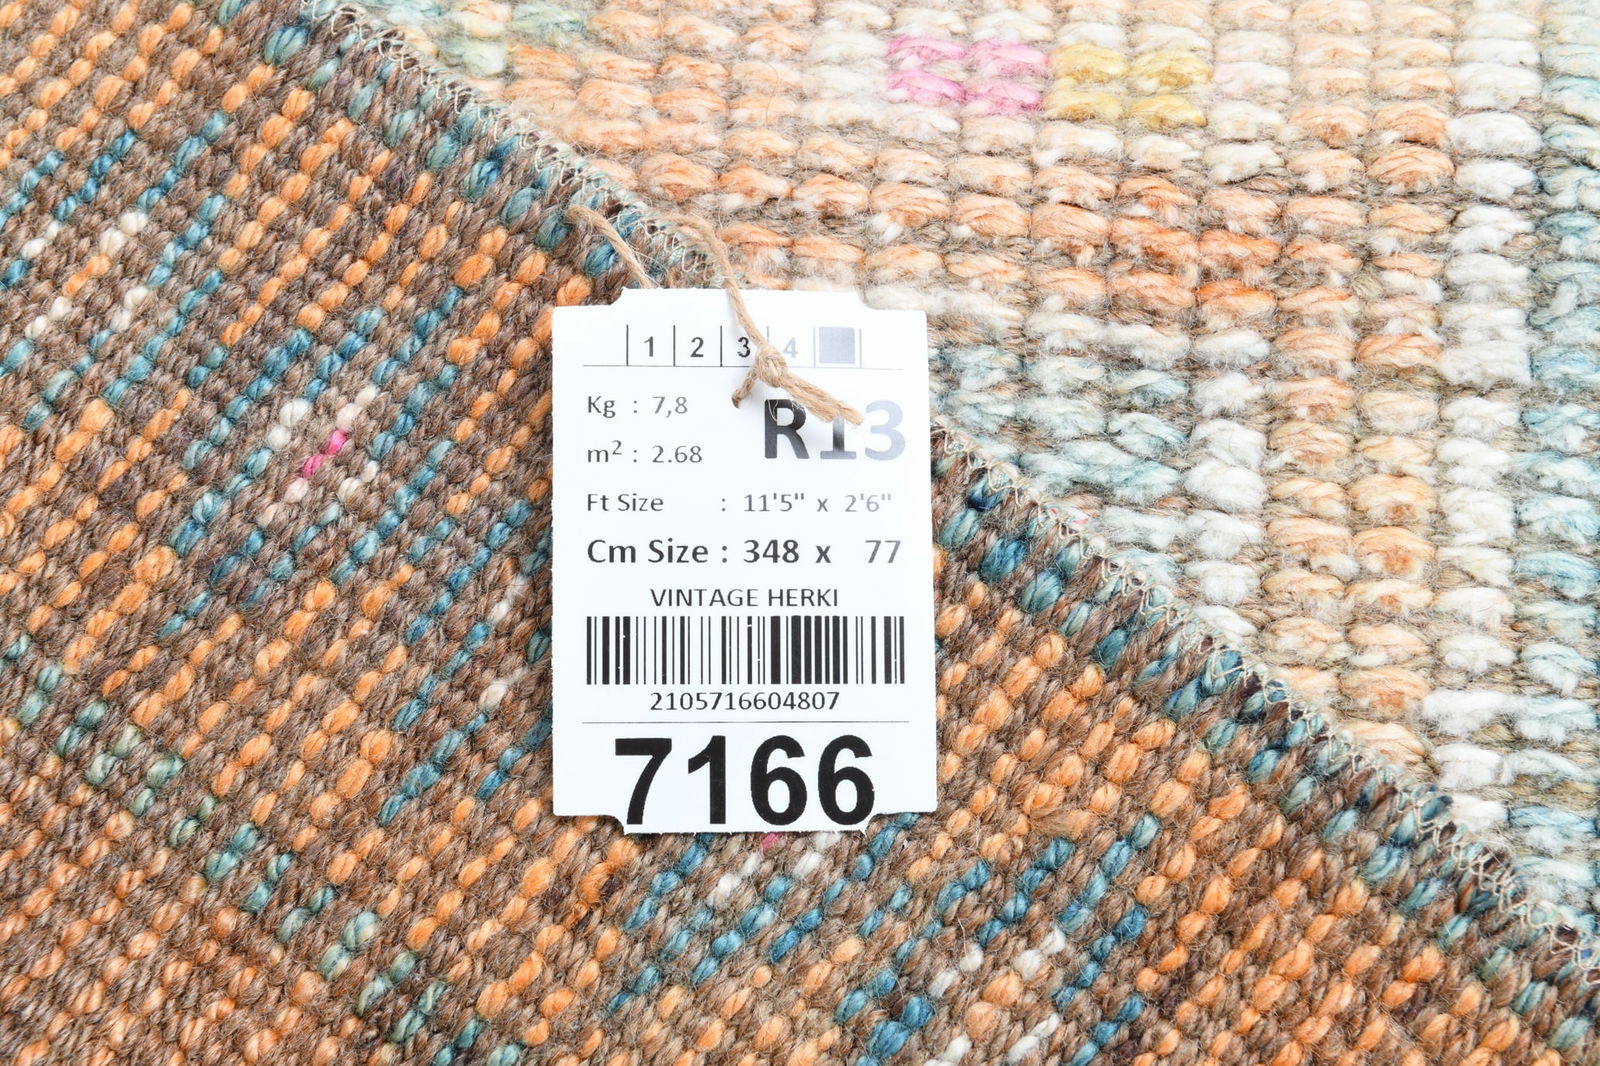 1 2 3 4
Kg : 7,8
R13
m² : 2.68
Ft Size : 11'5" x 2'6"
Cm Size : 348 x 77
VINTAGE HERKI
2105716604807
7166